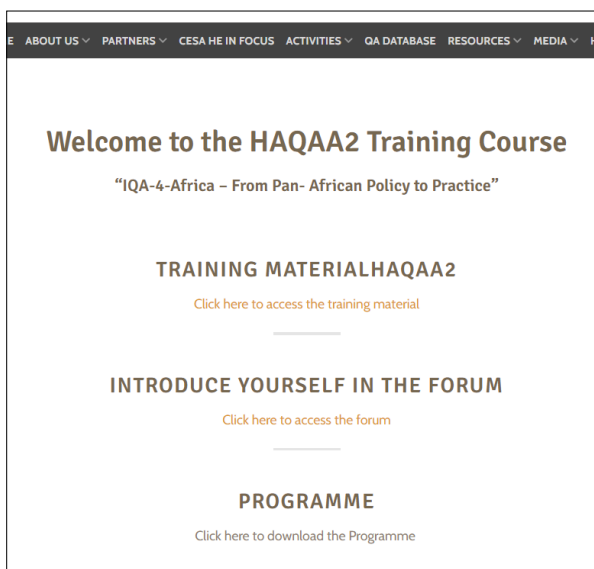 E ABOUT US PARTNERS CESA HE IN FOCUS ACTIVITIES QA DATABASE RESOURCES MEDIA H
Welcome to the HAQAA2 Training Course
“IQA-4-Africa – From Pan- African Policy to Practice”
TRAINING MATERIALHAQAA2
Click here to access the training material
INTRODUCE YOURSELF IN THE FORUM
Click here to access the forum
PROGRAMME
Click here to download the Programme